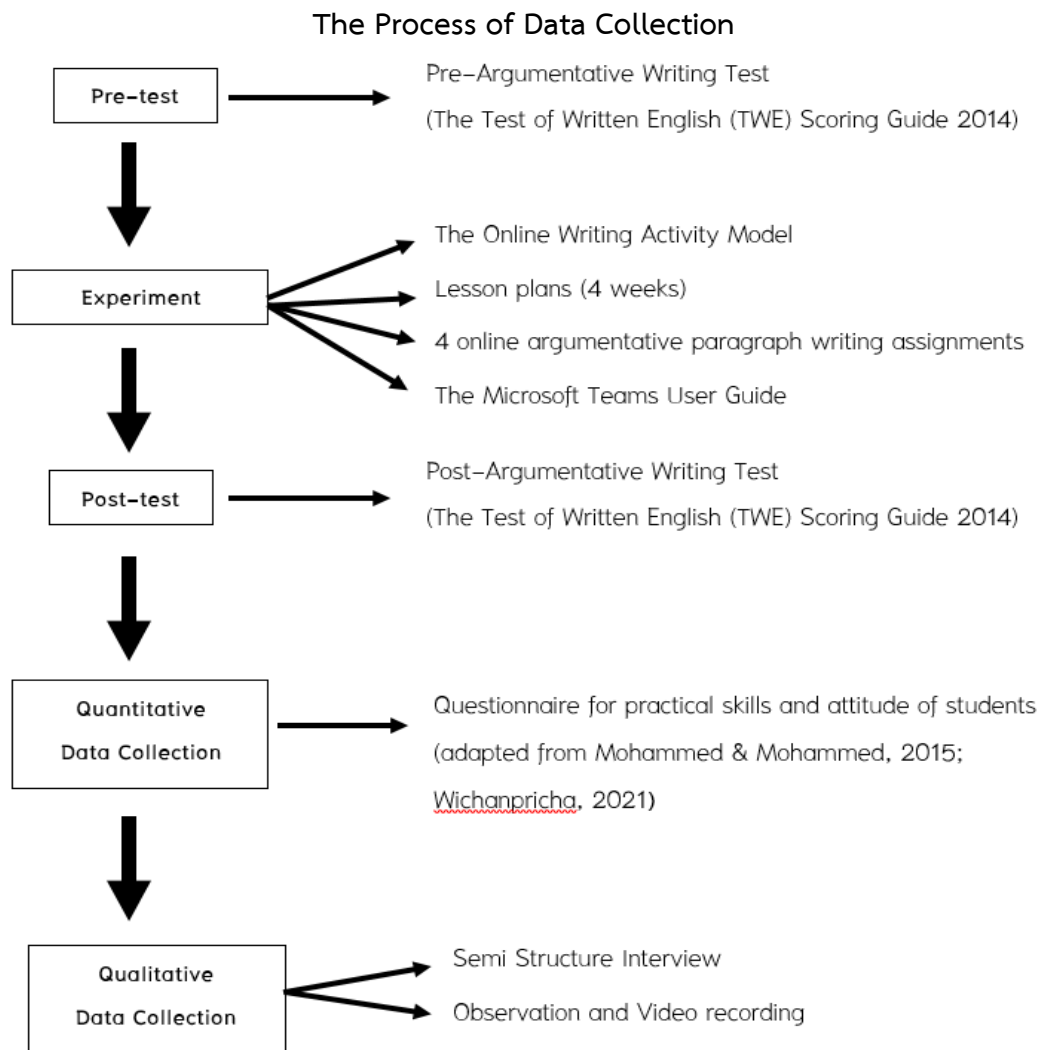 The Process of Data Collection
Pre-test
Pre-Argumentative Writing Test
(The Test of Written English (TWE) Scoring Guide 2014)
Experiment
The Online Writing Activity Model
Lesson plans (4 weeks)
4 online argumentative paragraph writing assignments
The Microsoft Teams User Guide
Post-test
Post-Argumentative Writing Test
(The Test of Written English (TWE) Scoring Guide 2014)
Quantitative
Data Collection
Questionnaire for practical skills and attitude of students
(adapted from Mohammed & Mohammed, 2015;
Wichanpricha, 2021)
Qualitative
Data Collection
Semi Structure Interview
Observation and Video recording